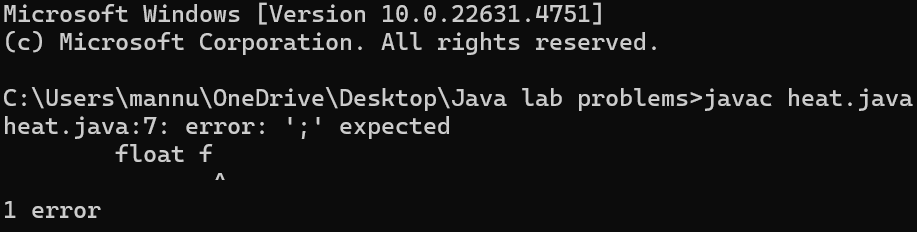 Microsoft Windows [Version 10.0.22631.4751]
(c) Microsoft Corporation. All rights reserved.
C:\Users\mannu\OneDrive\Desktop\Java lab problems>javac heat.java
heat.java:7: error: ';' expected
        float f
               ^
1 error